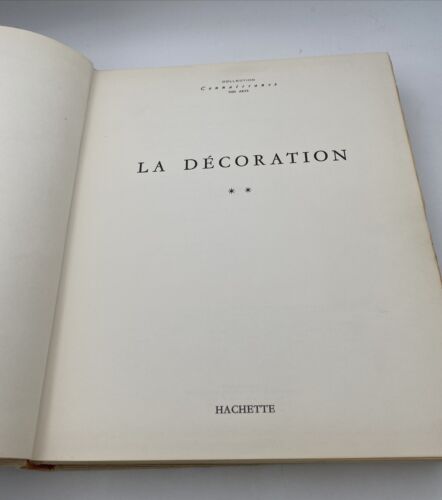 COLLECTION
Connaissance
DES ARTS
LA DÉCORATION
* *
HACHETTE